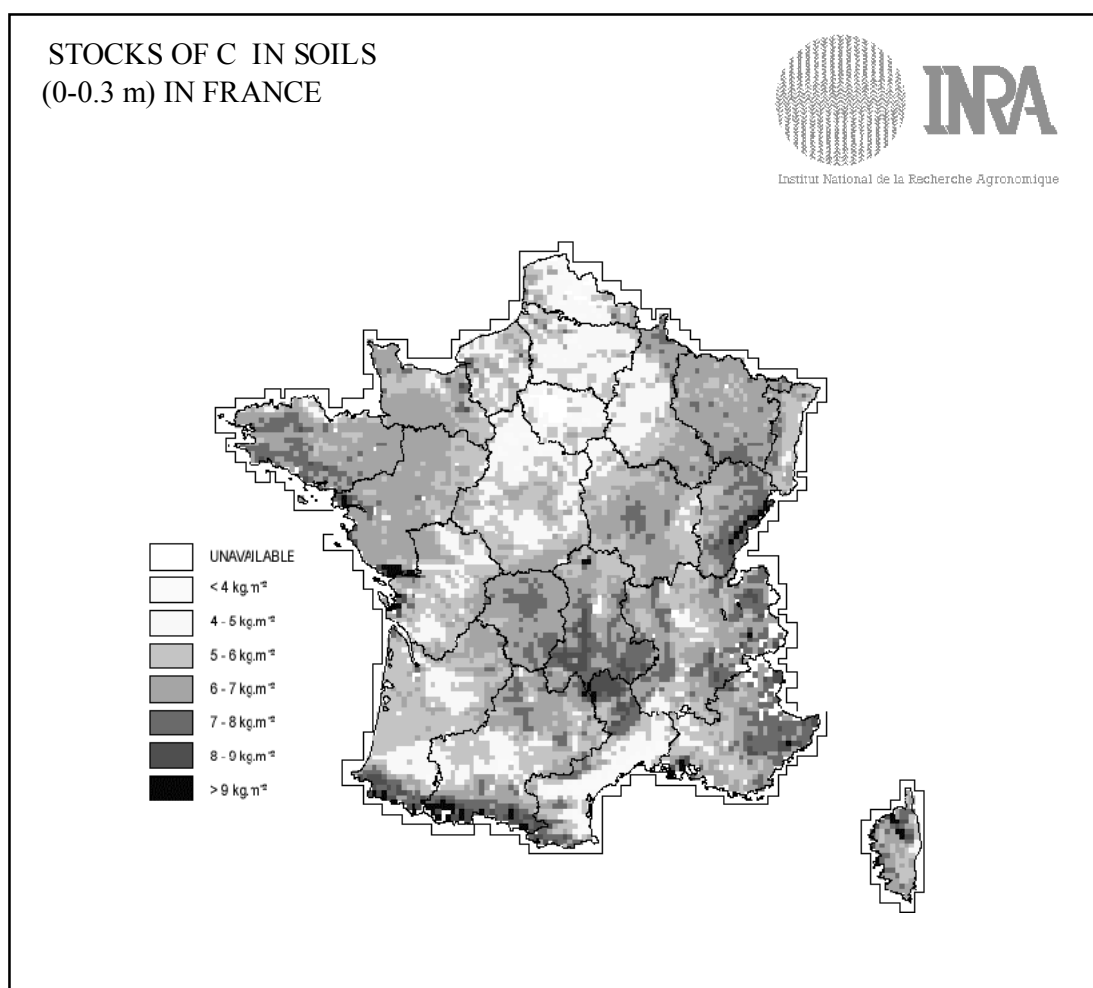 STOCKS OF C IN SOILS
(0-0.3 m) IN FRANCE
INRA
Institut National de la Recherche Agronomique
UNAVAILABLE
< 4 kg.m⁻²
4 - 5 kg.m⁻²
5 - 6 kg.m⁻²
6 - 7 kg.m⁻²
7 - 8 kg.m⁻²
8 - 9 kg.m⁻²
> 9 kg.m⁻²